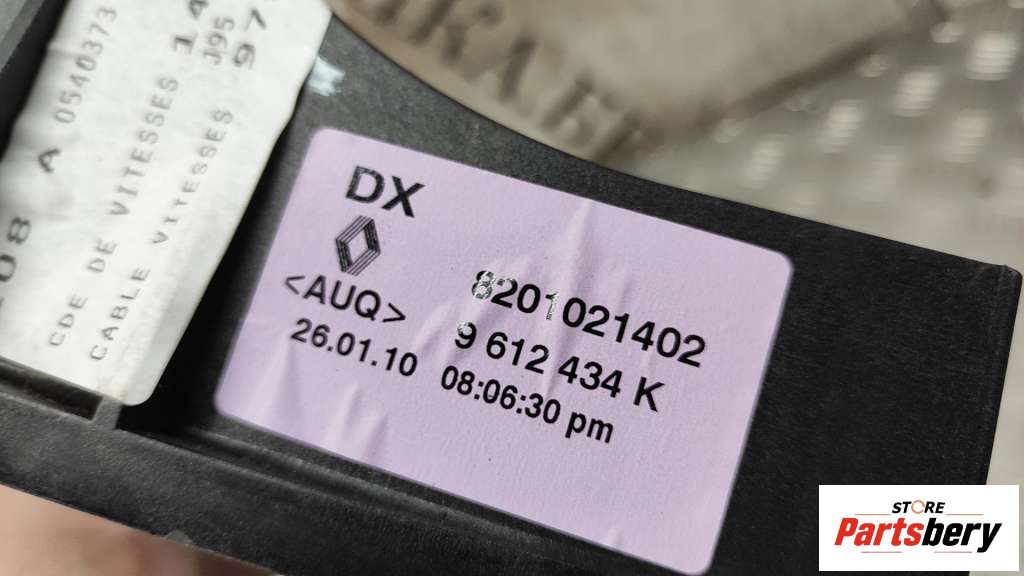 A 0540373
CDE DE VITESSES
J95
CABLE VITESSES
DX
<AUQ>
26.01.10
8201021402
9 612 434 K
08:06:30 pm
STORE
Partsbery